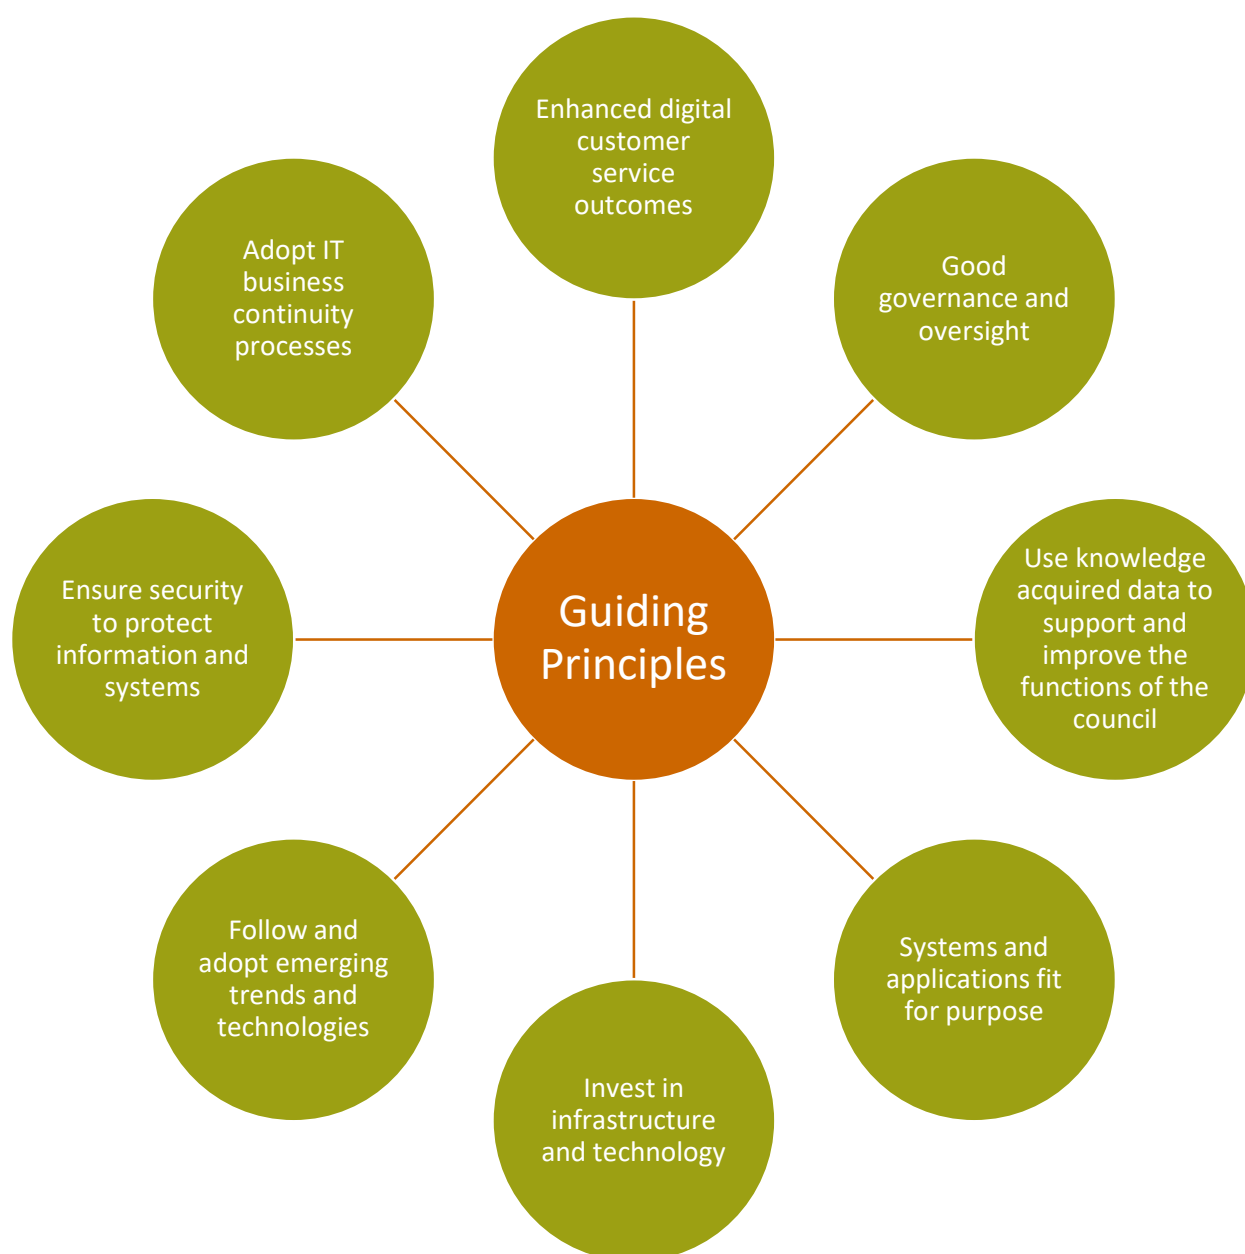 Enhanced digital
customer
service
outcomes
Good
governance and
oversight
Use knowledge
acquired data to
support and
improve the
functions of the
council
Systems and
applications fit
for purpose
Invest in
infrastructure
and technology
Follow and
adopt emerging
trends and
technologies
Ensure security
to protect
information and
systems
Adopt IT
business
continuity
processes
Guiding
Principles